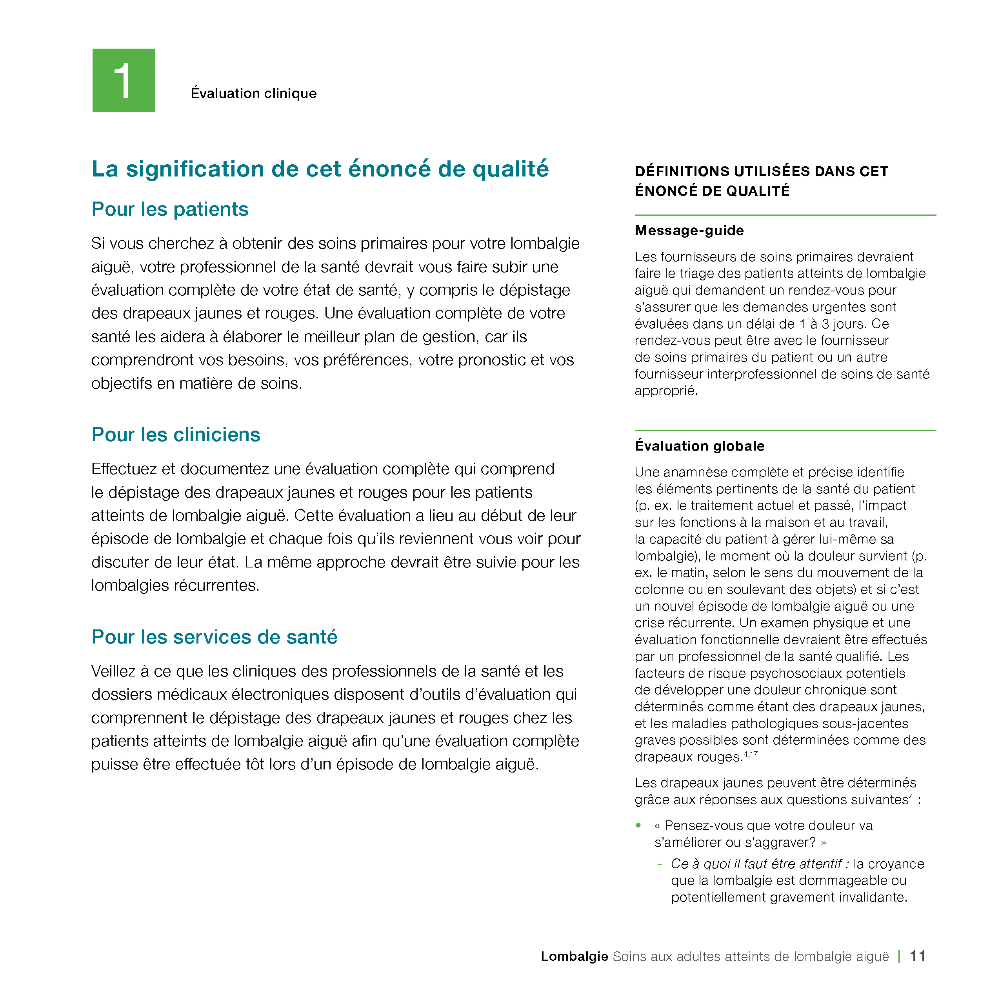 1
Évaluation clinique
La signification de cet énoncé de qualité
Pour les patients
Si vous cherchez à obtenir des soins primaires pour votre lombalgie
aiguë, votre professionnel de la santé devrait vous faire subir une
évaluation complète de votre état de santé, y compris le dépistage
des drapeaux jaunes et rouges. Une évaluation complète de votre
santé les aidera à élaborer le meilleur plan de gestion, car ils
comprendront vos besoins, vos préférences, votre pronostic et vos
objectifs en matière de soins.
Pour les cliniciens
Effectuez et documentez une évaluation complète qui comprend
le dépistage des drapeaux jaunes et rouges pour les patients
atteints de lombalgie aiguë. Cette évaluation a lieu au début de leur
épisode de lombalgie et chaque fois qu’ils reviennent vous voir pour
discuter de leur état. La même approche devrait être suivie pour les
lombalgies récurrentes.
Pour les services de santé
Veillez à ce que les cliniques des professionnels de la santé et les
dossiers médicaux électroniques disposent d’outils d’évaluation qui
comprennent le dépistage des drapeaux jaunes et rouges chez les
patients atteints de lombalgie aiguë afin qu’une évaluation complète
puisse être effectuée tôt lors d’un épisode de lombalgie aiguë.
DÉFINITIONS UTILISÉES DANS CET
ÉNONCÉ DE QUALITÉ
Message-guide
Les fournisseurs de soins primaires devraient
faire le triage des patients atteints de lombalgie
aiguë qui demandent un rendez-vous pour
s’assurer que les demandes urgentes sont
évaluées dans un délai de 1 à 3 jours. Ce
rendez-vous peut être avec le fournisseur
de soins primaires du patient ou un autre
fournisseur interprofessionnel de soins de santé
approprié.
Évaluation globale
Une anamnèse complète et précise identifie
les éléments pertinents de la santé du patient
(p. ex. le traitement actuel et passé, l’impact
sur les fonctions à la maison et au travail,
la capacité du patient à gérer lui-même sa
lombalgie), le moment où la douleur survient (p.
ex. le matin, selon le sens du mouvement de la
colonne ou en soulevant des objets) et si c’est
un nouvel épisode de lombalgie aiguë ou une
crise récurrente. Un examen physique et une
évaluation fonctionnelle devraient être effectués
par un professionnel de la santé qualifié. Les
facteurs de risque psychosociaux potentiels
de développer une douleur chronique sont
déterminés comme étant des drapeaux jaunes,
et les maladies pathologiques sous-jacentes
graves possibles sont déterminées comme des
drapeaux rouges.4,17
Les drapeaux jaunes peuvent être déterminés
grâce aux réponses aux questions suivantes4 :
• « Pensez-vous que votre douleur va
s’améliorer ou s’aggraver? »
- Ce à quoi il faut être attentif : la croyance
que la lombalgie est dommageable ou
potentiellement gravement invalidante.
Lombalgie Soins aux adultes atteints de lombalgie aiguë | 11